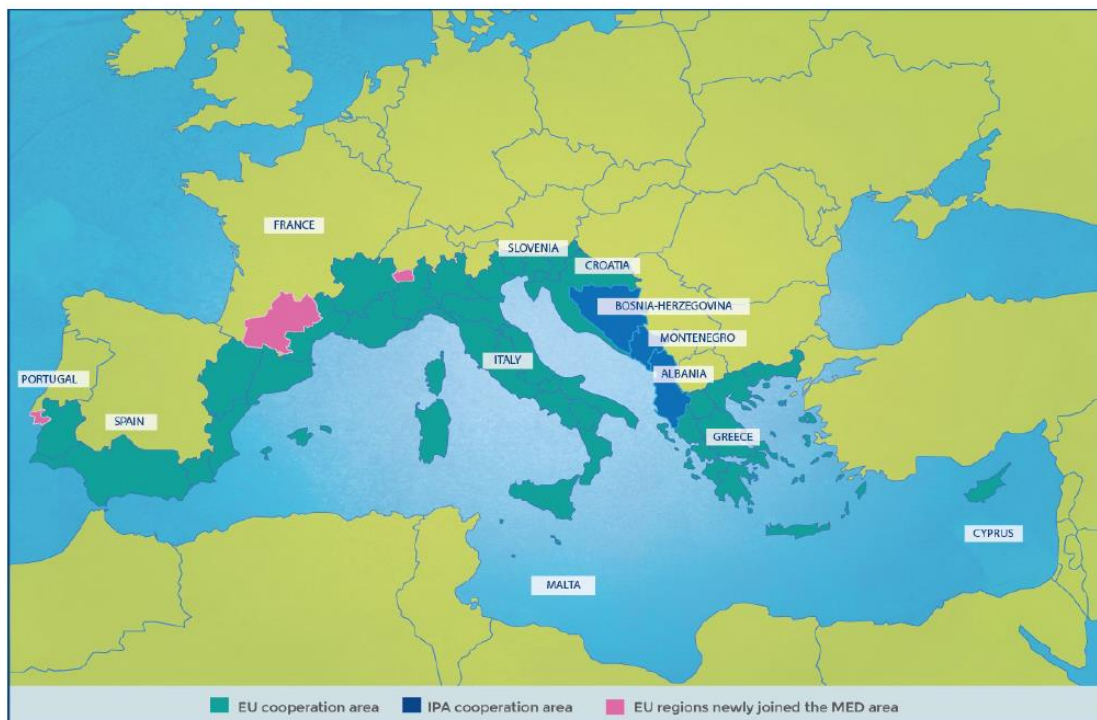 FRANCE
SLOVENIA
CROATIA
BOSNIA-HERZEGOVINA
MONTENEGRO
ITALY
ALBANIA
PORTUGAL
SPAIN
GREECE
CYPRUS
MALTA
EU cooperation area IPA cooperation area EU regions newly joined the MED area